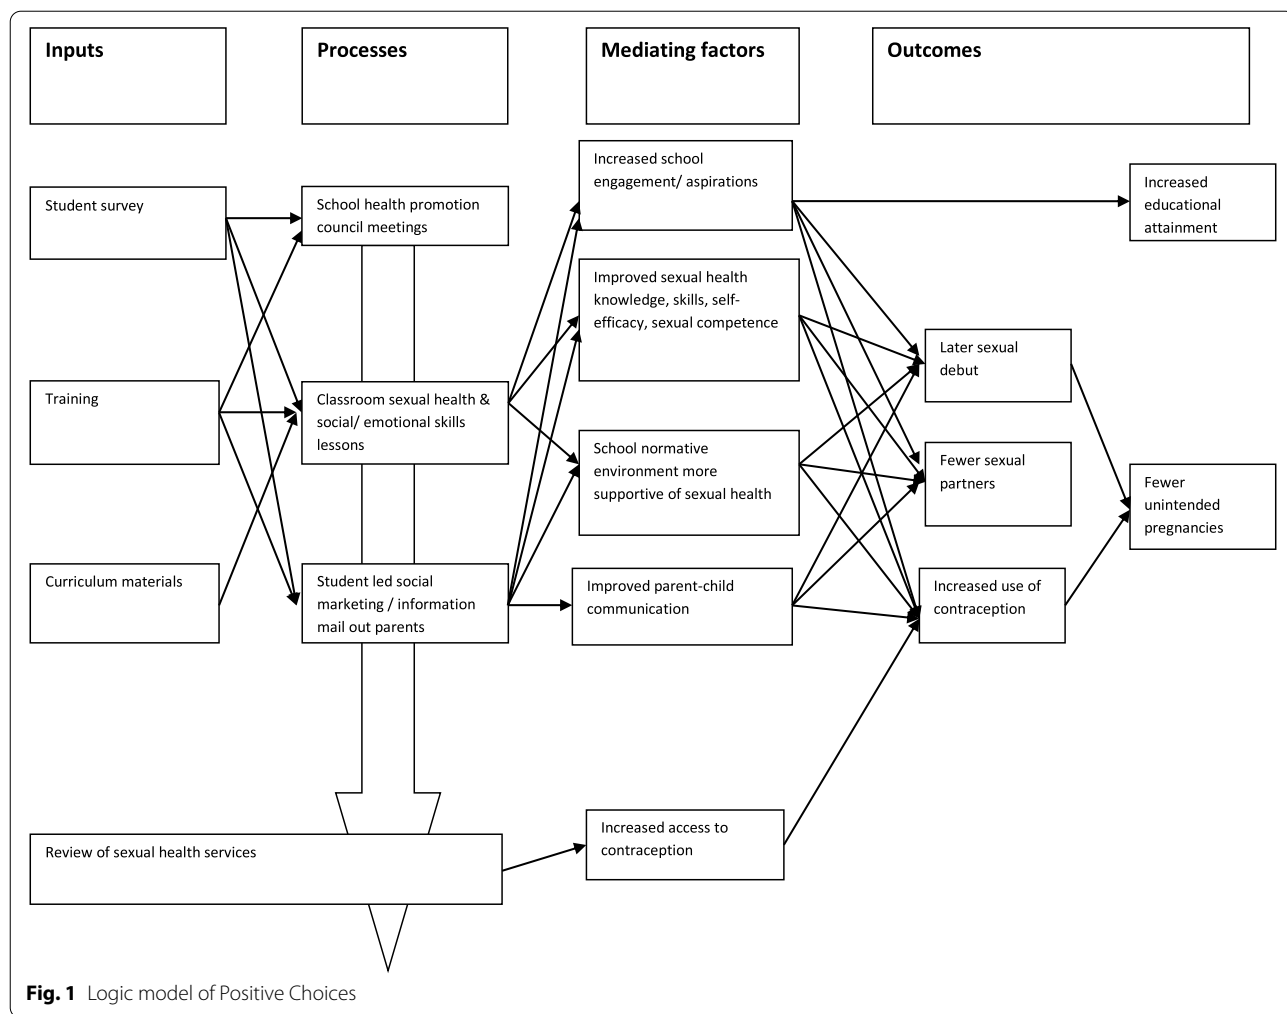 Inputs
Processes
Mediating factors
Outcomes
Student survey
Training
Curriculum materials
Review of sexual health services
School health promotion
council meetings
Classroom sexual health &
social/ emotional skills
lessons
Student led social
marketing / information
mail out parents
Increased school
engagement/ aspirations
Improved sexual health
knowledge, skills, self-
efficacy, sexual competence
School normative
environment more
supportive of sexual health
Improved parent-child
communication
Increased access to
contraception
Later sexual
debut
Fewer sexual
partners
Increased use of
contraception
Increased
educational
attainment
Fewer
unintended
pregnancies
Fig. 1 Logic model of Positive Choices